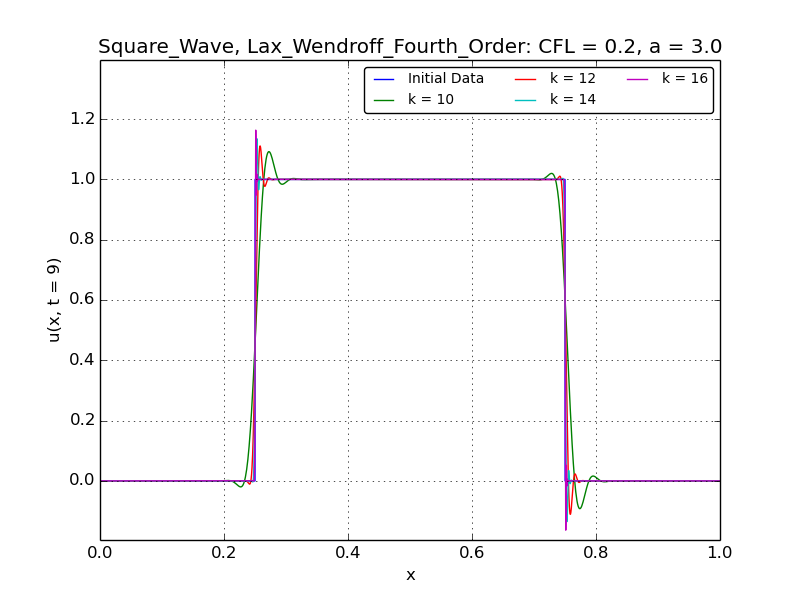 Square_Wave, Lax_Wendroff_Fourth_Order: CFL = 0.2, a = 3.0
Initial Data k = 12 k = 16
k = 10 k = 14
1.2
1.0
0.8
0.6
0.4
0.2
0.0
u(x, t = 9)
0.0 0.2 0.4 0.6 0.8 1.0
x